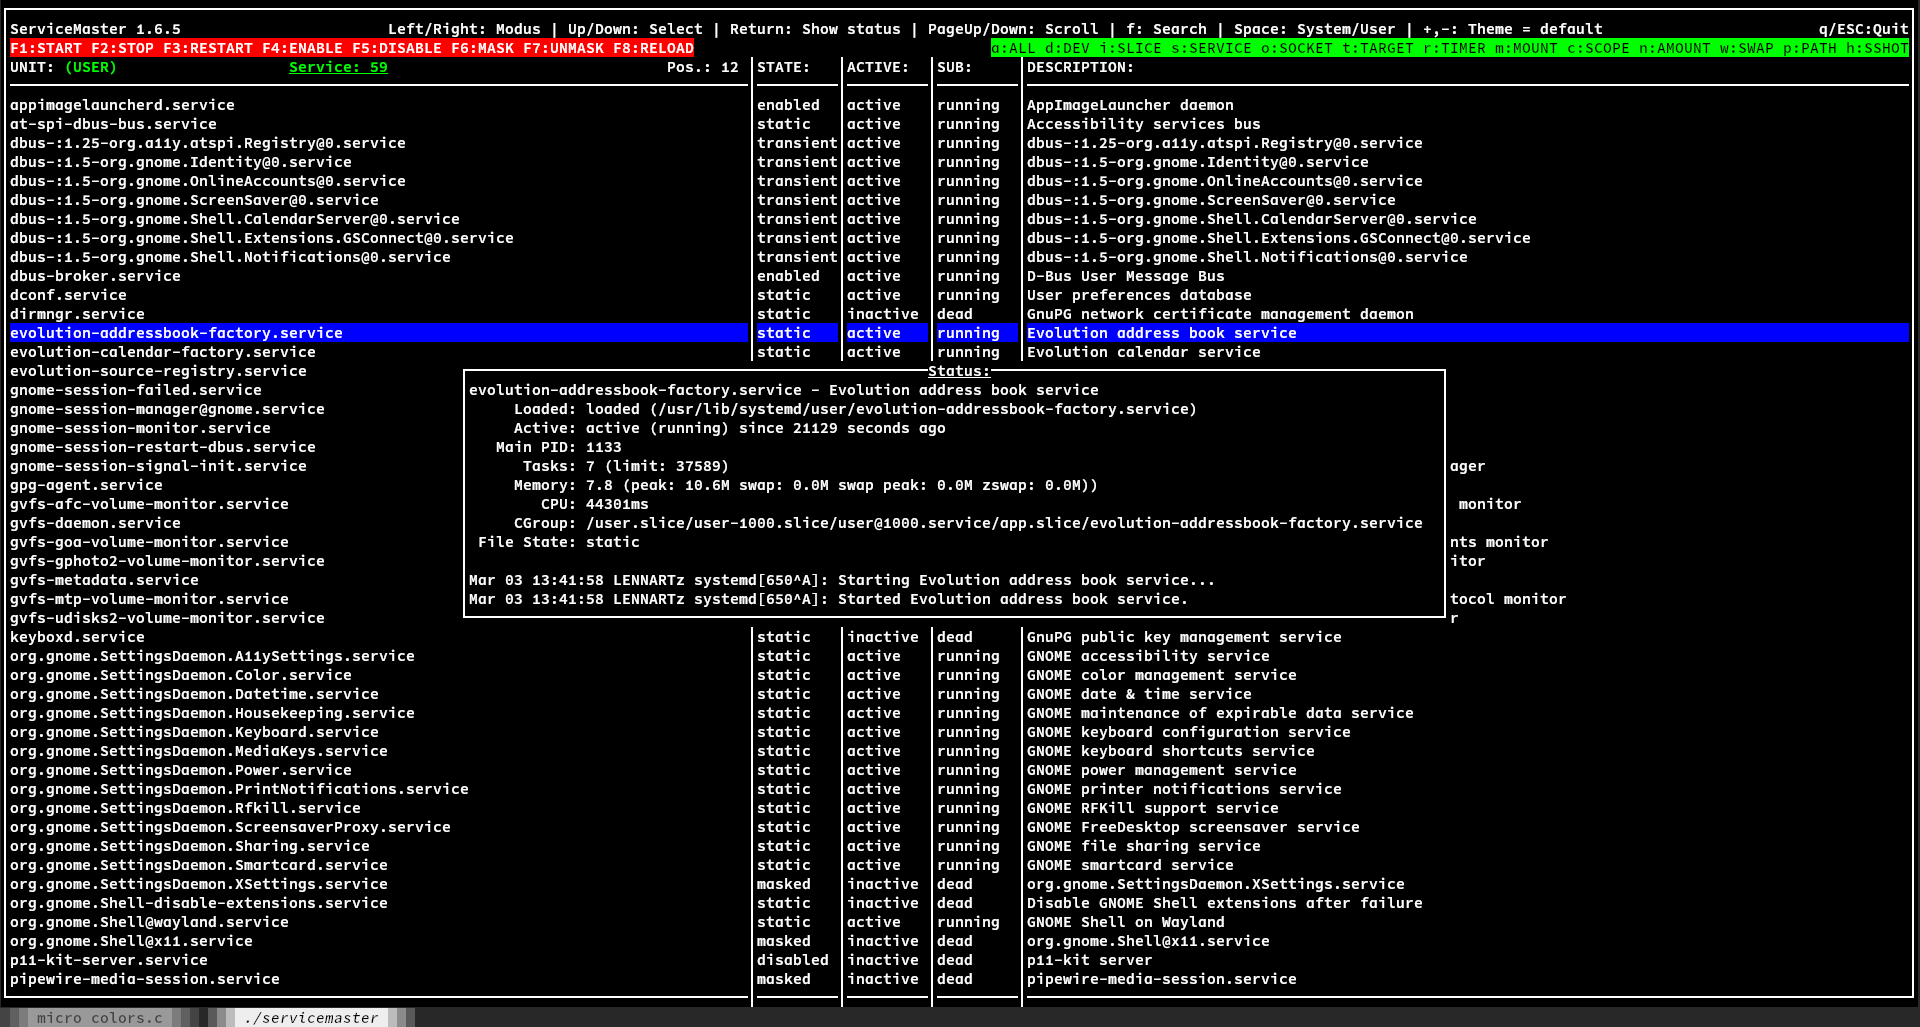 ServiceMaster 1.6.5 Left/Right: Modus | Up/Down: Select | Return: Show status | PageUp/Down: Scroll | f: Search | Space: System/User | +,-: Theme = default q/ESC:Quit
F1:START F2:STOP F3:RESTART F4:ENABLE F5:DISABLE F6:MASK F7:UNMASK F8:RELOAD a:ALL d:DEV i:SLICE s:SERVICE o:SOCKET t:TARGET r:TIMER m:MOUNT c:SCOPE n:AMOUNT w:SWAP p:PATH h:SSHOT
UNIT: (USER) Service: 59 Pos.: 12 STATE: ACTIVE: SUB: DESCRIPTION:
appimagelauncherd.service enabled active running AppImageLauncher daemon
at-spi-dbus-bus.service static active running Accessibility services bus
dbus-:1.25-org.a11y.atspi.Registry@0.service transient active running dbus-:1.25-org.a11y.atspi.Registry@0.service
dbus-:1.5-org.gnome.Identity@0.service transient active running dbus-:1.5-org.gnome.Identity@0.service
dbus-:1.5-org.gnome.OnlineAccounts@0.service transient active running dbus-:1.5-org.gnome.OnlineAccounts@0.service
dbus-:1.5-org.gnome.ScreenSaver@0.service transient active running dbus-:1.5-org.gnome.ScreenSaver@0.service
dbus-:1.5-org.gnome.Shell.CalendarServer@0.service transient active running dbus-:1.5-org.gnome.Shell.CalendarServer@0.service
dbus-:1.5-org.gnome.Shell.Extensions.GSConnect@0.service transient active running dbus-:1.5-org.gnome.Shell.Extensions.GSConnect@0.service
dbus-:1.5-org.gnome.Shell.Notifications@0.service transient active running dbus-:1.5-org.gnome.Shell.Notifications@0.service
dbus-broker.service enabled active running D-Bus User Message Bus
dconf.service static active running User preferences database
dirmngr.service static inactive dead GnuPG network certificate management daemon
evolution-addressbook-factory.service static active running Evolution address book service
evolution-calendar-factory.service static active running Evolution calendar service
evolution-source-registry.service Status:
gnome-session-failed.service evolution-addressbook-factory.service - Evolution address book service
gnome-session-manager@gnome.service Loaded: loaded (/usr/lib/systemd/user/evolution-addressbook-factory.service)
gnome-session-monitor.service Active: active (running) since 21129 seconds ago
gnome-session-restart-dbus.service Main PID: 1133
gnome-session-signal-init.service Tasks: 7 (limit: 37589) ager
gpg-agent.service Memory: 7.8 (peak: 10.6M swap: 0.0M swap peak: 0.0M zswap: 0.0M))
gvfs-afc-volume-monitor.service CPU: 44301ms monitor
gvfs-daemon.service CGroup: /user.slice/user-1000.slice/user@1000.service/app.slice/evolution-addressbook-factory.service
gvfs-goa-volume-monitor.service File State: static nts monitor
gvfs-gphoto2-volume-monitor.service itor
gvfs-metadata.service Mar 03 13:41:58 LENNARTz systemd[650^A]: Starting Evolution address book service...
gvfs-mtp-volume-monitor.service Mar 03 13:41:58 LENNARTz systemd[650^A]: Started Evolution address book service. tocol monitor
gvfs-udisks2-volume-monitor.service r
keyboxd.service static inactive dead GnuPG public key management service
org.gnome.SettingsDaemon.A11ySettings.service static active running GNOME accessibility service
org.gnome.SettingsDaemon.Color.service static active running GNOME color management service
org.gnome.SettingsDaemon.Datetime.service static active running GNOME date & time service
org.gnome.SettingsDaemon.Housekeeping.service static active running GNOME maintenance of expirable data service
org.gnome.SettingsDaemon.Keyboard.service static active running GNOME keyboard configuration service
org.gnome.SettingsDaemon.MediaKeys.service static active running GNOME keyboard shortcuts service
org.gnome.SettingsDaemon.Power.service static active running GNOME power management service
org.gnome.SettingsDaemon.PrintNotifications.service static active running GNOME printer notifications service
org.gnome.SettingsDaemon.Rfkill.service static active running GNOME RFKill support service
org.gnome.SettingsDaemon.ScreensaverProxy.service static active running GNOME FreeDesktop screensaver service
org.gnome.SettingsDaemon.Sharing.service static active running GNOME file sharing service
org.gnome.SettingsDaemon.Smartcard.service static active running GNOME smartcard service
org.gnome.SettingsDaemon.XSettings.service masked inactive dead org.gnome.SettingsDaemon.XSettings.service
org.gnome.Shell-disable-extensions.service static inactive dead Disable GNOME Shell extensions after failure
org.gnome.Shell@wayland.service static active running GNOME Shell on Wayland
org.gnome.Shell@x11.service masked inactive dead org.gnome.Shell@x11.service
p11-kit-server.service disabled inactive dead p11-kit server
pipewire-media-session.service masked inactive dead pipewire-media-session.service
micro colors.c ./servicemaster